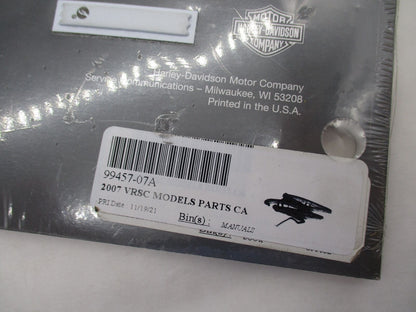 MOTOR
HARLEY-DAVIDSON
COMPANY
Harley-Davidson Motor Company
Service Communications – Milwaukee, WI 53208
Printed in the U.S.A.
99457-07A
2007 VRSC MODELS PARTS CA
PRI Date: 11/19/21
Bin(s) : MANUALS